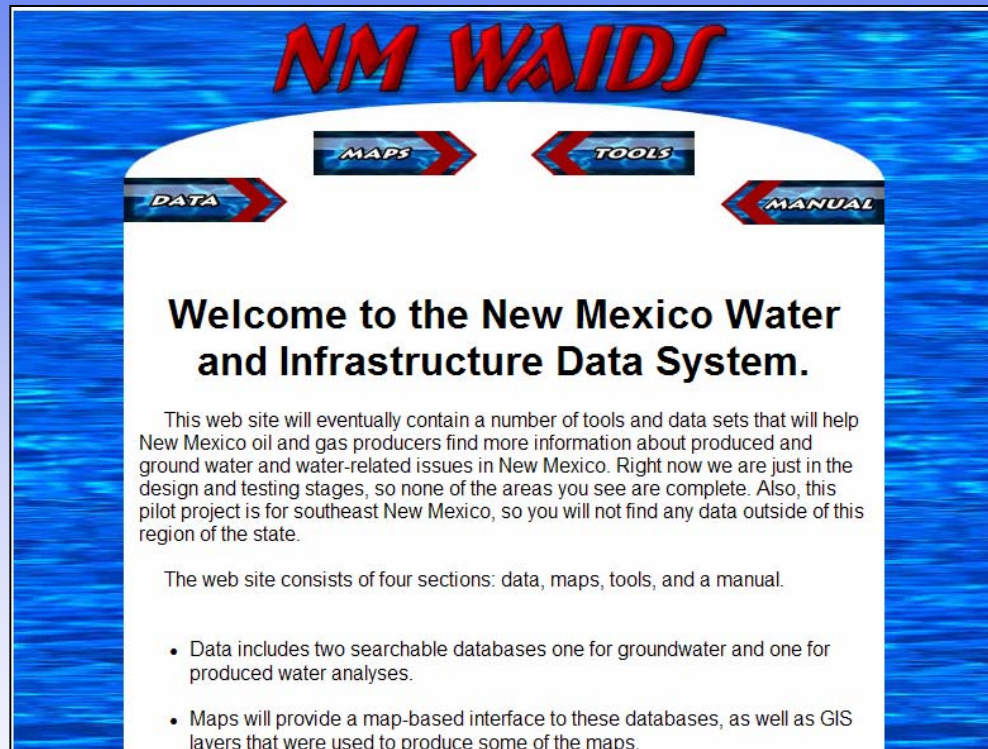 NM WAIDS
MAPS
TOOLS
DATA
MANUAL
Welcome to the New Mexico Water
and Infrastructure Data System.
This web site will eventually contain a number of tools and data sets that will help
New Mexico oil and gas producers find more information about produced and
ground water and water-related issues in New Mexico. Right now we are just in the
design and testing stages, so none of the areas you see are complete. Also, this
pilot project is for southeast New Mexico, so you will not find any data outside of this
region of the state.
The web site consists of four sections: data, maps, tools, and a manual.
• Data includes two searchable databases one for groundwater and one for
produced water analyses.
• Maps will provide a map-based interface to these databases, as well as GIS
layers that were used to produce some of the maps.